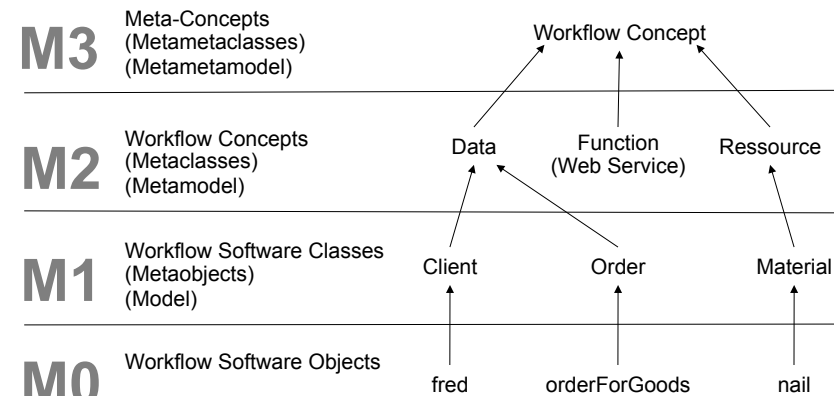 M3
Meta-Concepts
(Metametaclasses)
(Metametamodel)
Workflow Concept
M2
Workflow Concepts
(Metaclasses)
(Metamodel)
Data
Function
(Web Service)
Ressource
M1
Workflow Software Classes
(Metaobjects)
(Model)
Client
Order
Material
M0
Workflow Software Objects
fred
orderForGoods
nail